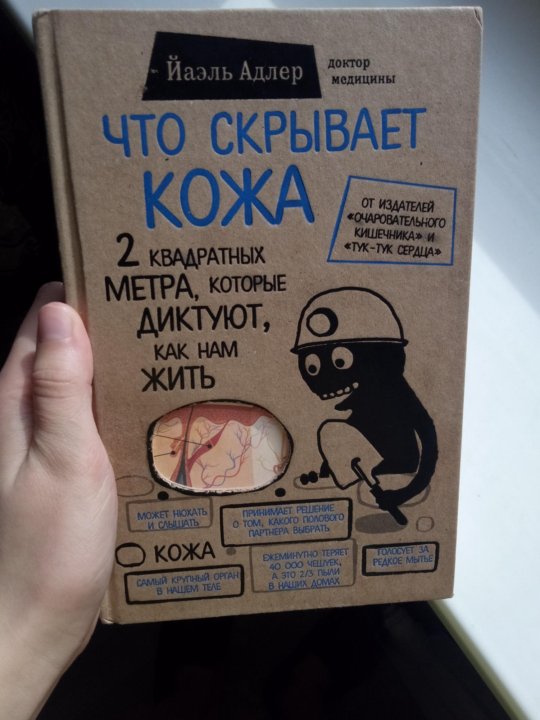 Йаэль Адлер
доктор
медицины
ЧТО СКРЫВАЕТ
КОЖА
ОТ ИЗДАТЕЛЕЙ
«ОЧАРОВАТЕЛЬНОГО
КИШЕЧНИКА» И
«ТУК-ТУК СЕРДЦА»
2 КВАДРАТНЫХ
МЕТРА, КОТОРЫЕ
ДИКТУЮТ,
КАК НАМ
ЖИТЬ
МОЖЕТ НЮХАТЬ
И СЛЫШАТЬ
ПРИНИМАЕТ РЕШЕНИЕ
О ТОМ, КАКОГО ПОЛОВОГО
ПАРТНЕРА ВЫБРАТЬ
КОЖА
САМЫЙ КРУПНЫЙ ОРГАН
В НАШЕМ ТЕЛЕ
ЕЖЕМИНУТНО ТЕРЯЕТ
40 000 ЧЕШУЕК,
А ЭТО 2/3 ПЫЛИ
В НАШИХ ДОМАХ
ГОЛОСУЕТ ЗА
РЕДКОЕ МЫТЬЕ